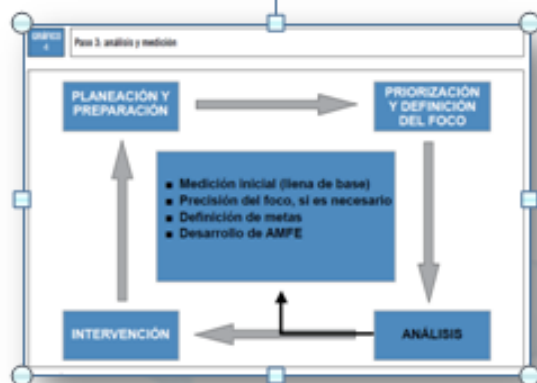 GRÁFICO
4
Paso 3: análisis y medición
PLANEACIÓN Y
PREPARACIÓN
PRIORIZACIÓN
Y DEFINICIÓN
DEL FOCO
■ Medición inicial (liena de base)
■ Precisión del foco, si es necesario
■ Definición de metas
■ Desarrollo de AMFE
INTERVENCIÓN
ANÁLISIS